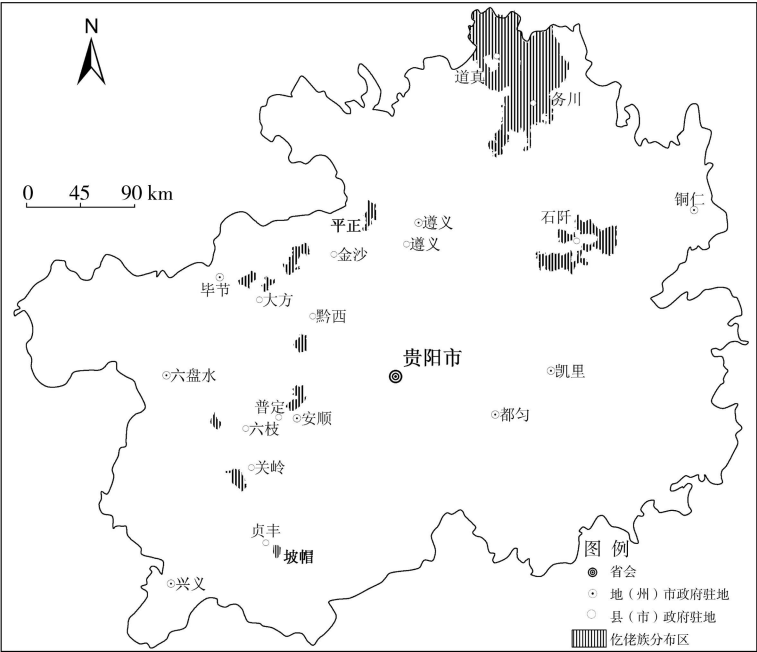 N
0 45 90 km
道真
务川
铜仁
石阡
平正
遵义
遵义
金沙
毕节
大方
黔西
贵阳市
六盘水
凯里
普定
安顺
都匀
六枝
关岭
贞丰
坡帽
兴义
图 例
省会
地（州）市政府驻地
县（市）政府驻地
仡佬族分布区